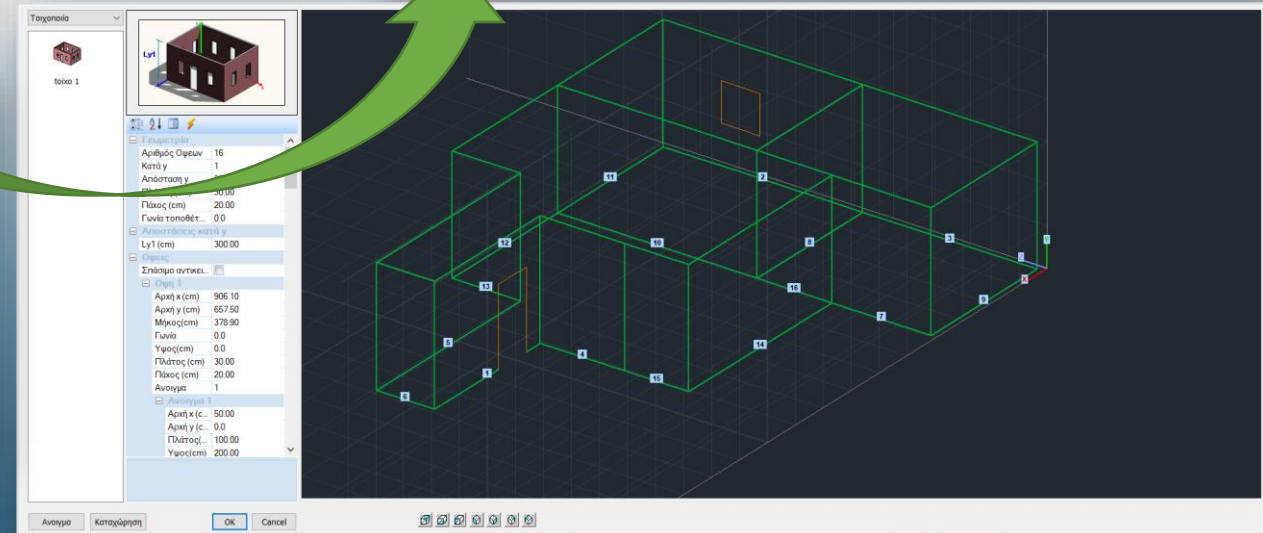 Τοιχοποιία
toixo 1
Ly1
Γεωμετρία
Αριθμός Οψεων 16
Κατά y 1
Απόσταση y
30.00
Πάχος (cm) 20.00
Γωνία τοποθέτ... 0.0
Αποστάσεις κατά y
Ly1 (cm) 300.00
Οψεις
Σπάσιμο αντικει...
Οψη 1
Αρχή x (cm) 906.10
Αρχή y (cm) 657.50
Μήκος(cm) 378.90
Γωνία 0.0
Υψος(cm) 0.0
Πλάτος (cm) 30.00
Πάχος (cm) 20.00
Ανοιγμα 1
Ανοιγμα 1
Αρχή x (c... 50.00
Αρχή y (c... 0.0
Πλάτος(... 100.00
Υψος(cm) 200.00
Ανοιγμα Καταχώρηση OK Cancel
11
2
12
10
8
3
Y
Z
X
13
16
9
7
5
14
4
1
15
6